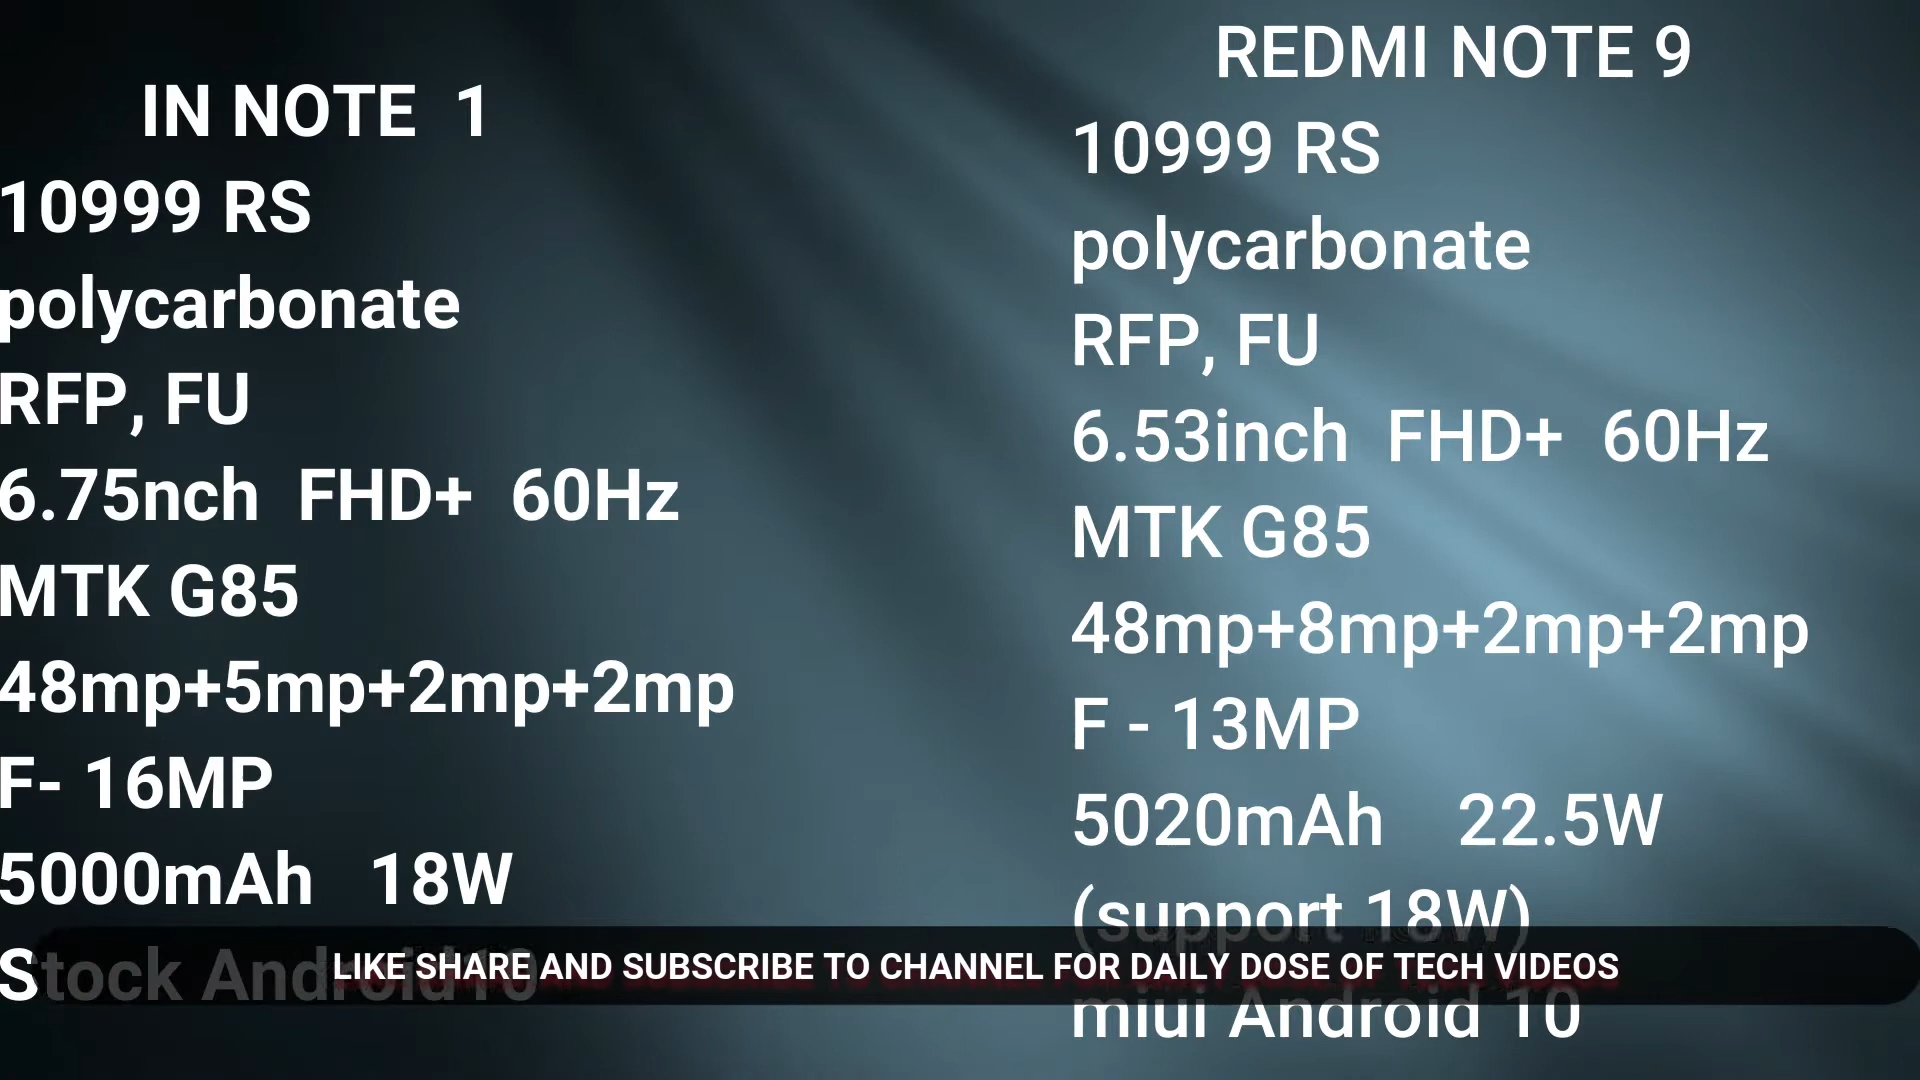 IN NOTE 1
10999 RS
polycarbonate
RFP, FU
6.75nch FHD+ 60Hz
MTK G85
48mp+5mp+2mp+2mp
F- 16MP
5000mAh 18W
Stock Android10
REDMI NOTE 9
10999 RS
polycarbonate
RFP, FU
6.53inch FHD+ 60Hz
MTK G85
48mp+8mp+2mp+2mp
F - 13MP
5020mAh 22.5W
(support 18W)
miui Android 10
LIKE SHARE AND SUBSCRIBE TO CHANNEL FOR DAILY DOSE OF TECH VIDEOS